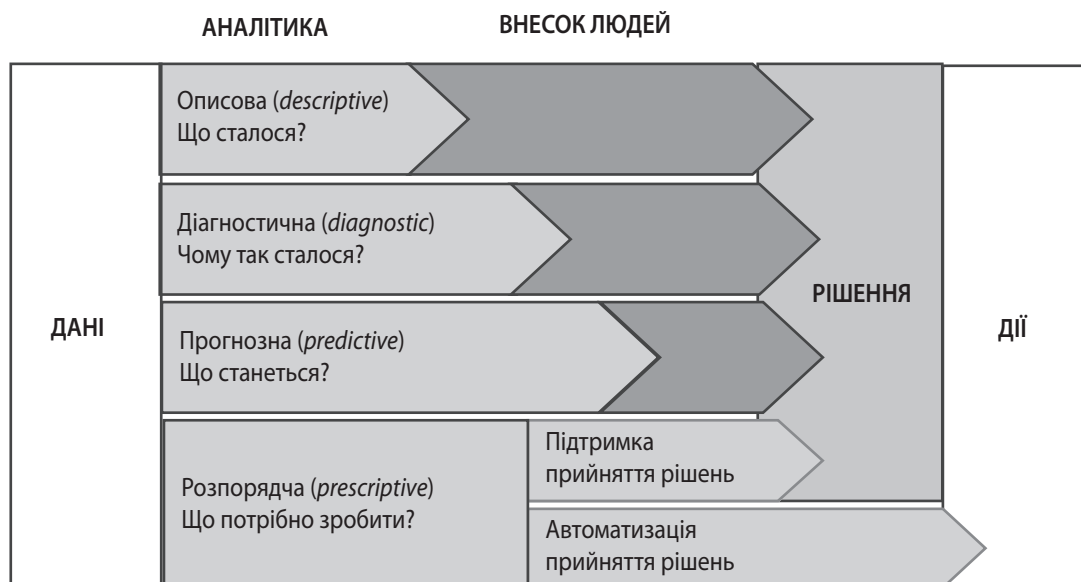 АНАЛІТИКА
ВНЕСОК ЛЮДЕЙ
ДАНІ
Описова (descriptive)
Що сталося?
Діагностична (diagnostic)
Чому так сталося?
Прогнозна (predictive)
Що станеться?
Розпорядча (prescriptive)
Що потрібно зробити?
Підтримка
прийняття рішень
Автоматизація
прийняття рішень
РІШЕННЯ
ДІЇ